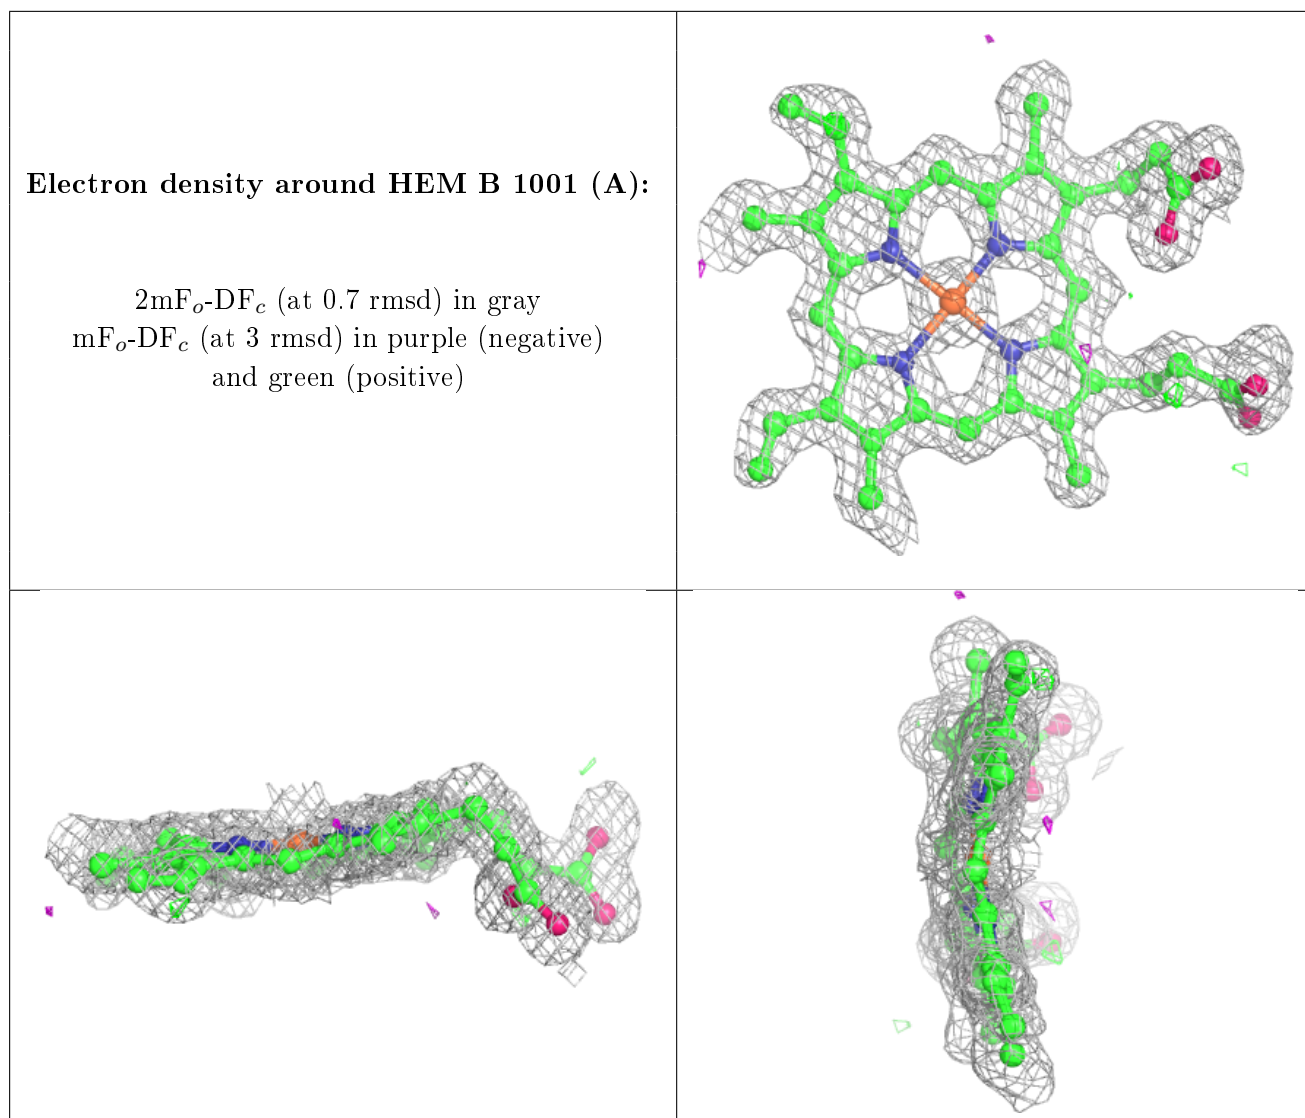 Electron density around HEM B 1001 (A):
2mFo-DFc (at 0.7 rmsd) in gray
mFo-DFc (at 3 rmsd) in purple (negative)
and green (positive)